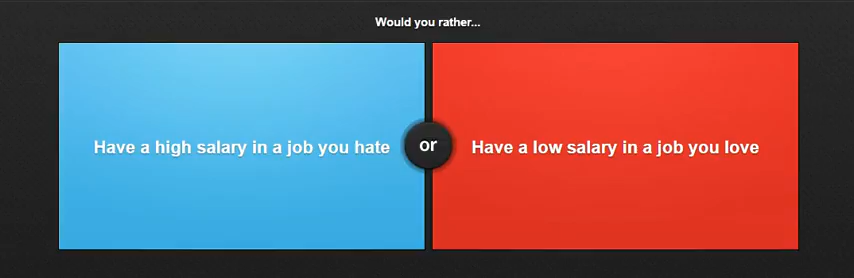 Would you rather...
Have a high salary in a job you hate
or
Have a low salary in a job you love